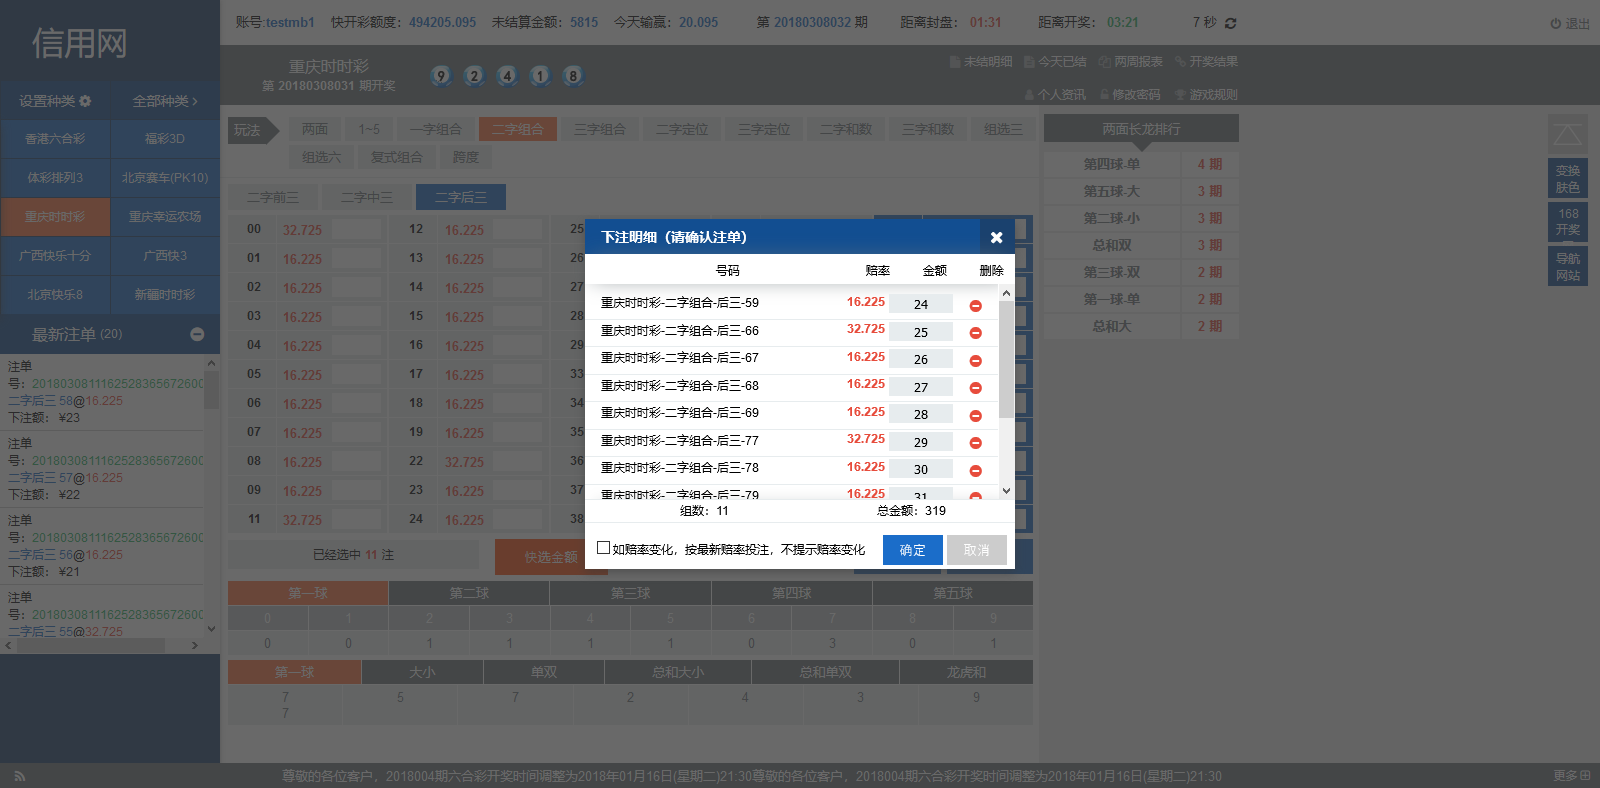 信用网
账号:testmb1 快开彩额度：494205.095 未结算金额：5815 今天输赢：20.095 第 20180308032 期 距离封盘：01:31 距离开奖：03:21 7 秒 退出
重庆时时彩
第 20180308031 期开奖
9 2 4 1 8
未结明细 今天已结 两周报表 开奖结果
个人资讯 修改密码 游戏规则
设置种类 全部种类
香港六合彩 福彩3D
体彩排列3 北京赛车(PK10)
重庆时时彩 重庆幸运农场
广西快乐十分 广西快3
北京快乐8 新疆时时彩
最新注单 (20)
注单
号：2018030811162528365672600
二字后三 58@16.225
下注额： ¥23
注单
号：2018030811162528365672600
二字后三 57@16.225
下注额： ¥22
注单
号：2018030811162528365672600
二字后三 56@16.225
下注额： ¥21
注单
号：2018030811162528365672600
二字后三 55@32.725
玩法 两面 1~5 一字组合 二字组合 三字组合 二字定位 三字定位 二字和数 三字和数 组选三
组选六 复式组合 跨度
二字前三 二字中三 二字后三
00 32.725 12 16.225 25
01 16.225 13 16.225 26
02 16.225 14 16.225 27
03 16.225 15 16.225 28
04 16.225 16 16.225 29
05 16.225 17 16.225 33
06 16.225 18 16.225 34
07 16.225 19 16.225 35
08 16.225 22 32.725 36
09 16.225 23 16.225 37
11 32.725 24 16.225 38
已经选中 11 注 快选金额
下注明细（请确认注单）
号码 赔率 金额 删除
重庆时时彩-二字组合-后三-59 16.225 24
重庆时时彩-二字组合-后三-66 32.725 25
重庆时时彩-二字组合-后三-67 16.225 26
重庆时时彩-二字组合-后三-68 16.225 27
重庆时时彩-二字组合-后三-69 16.225 28
重庆时时彩-二字组合-后三-77 32.725 29
重庆时时彩-二字组合-后三-78 16.225 30
重庆时时彩-二字组合-后三-79 16.225 31
组数：11 总金额：319
如赔率变化，按最新赔率投注，不提示赔率变化 确定 取消
第一球 第二球 第三球 第四球 第五球
0 1 2 3 4 5 6 7 8 9
0 0 1 1 1 1 0 3 0 1
第一球 大小 单双 总和大小 总和单双 龙虎和
7 5 7 2 4 3 9
7
两面长龙排行
第四球-单 4 期
第五球-大 3 期
第二球-小 3 期
总和双 3 期
第三球-双 2 期
第一球-单 2 期
总和大 2 期
变换
肤色
168
开奖
导航
网站
尊敬的各位客户，2018004期六合彩开奖时间调整为2018年01月16日(星期二)21:30尊敬的各位客户，2018004期六合彩开奖时间调整为2018年01月16日(星期二)21:30 更多